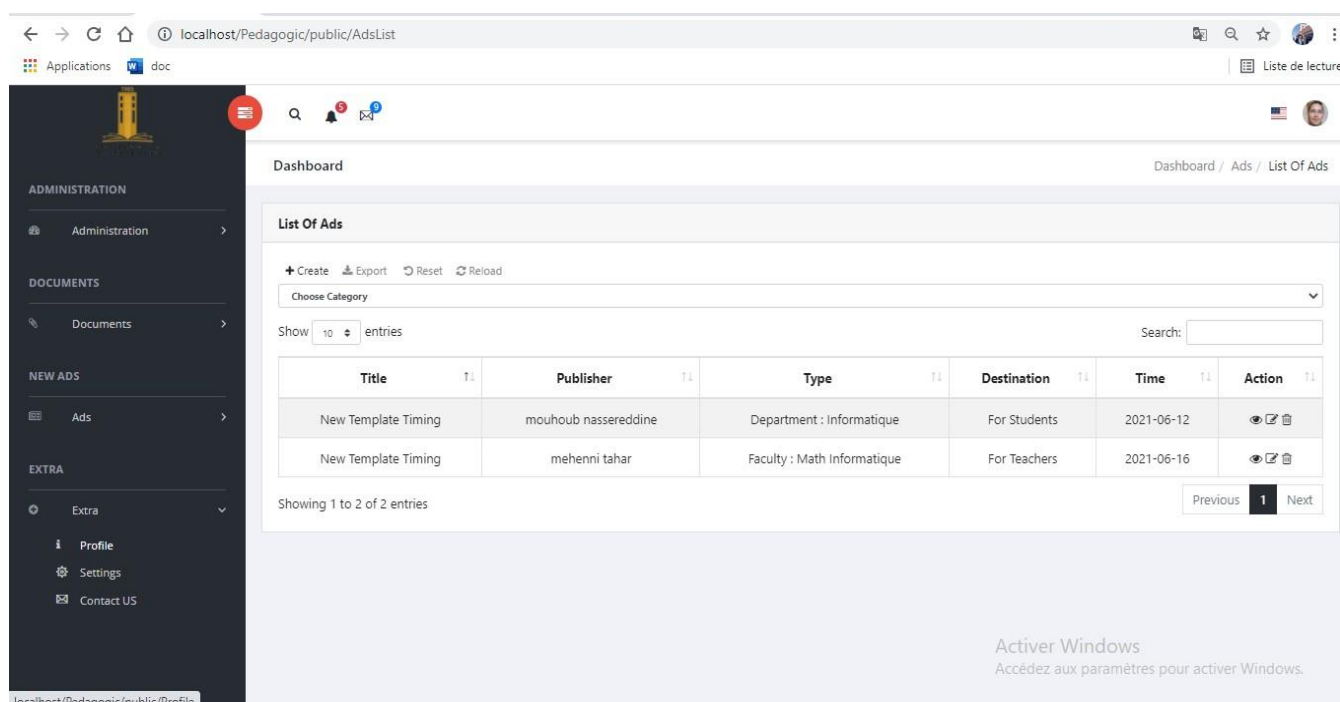 localhost/Pedagogic/public/AdsList
Applications W doc Liste de lecture
5 9
Dashboard Dashboard / Ads / List Of Ads
ADMINISTRATION
Administration
DOCUMENTS
Documents
NEW ADS
Ads
EXTRA
Extra
Profile
Settings
Contact US
List Of Ads
Create Export Reset Reload
Choose Category
Show 10 entries Search:
Title Publisher Type Destination Time Action
New Template Timing mouhoub nassereddine Department : Informatique For Students 2021-06-12
New Template Timing mehenni tahar Faculty : Math Informatique For Teachers 2021-06-16
Showing 1 to 2 of 2 entries Previous 1 Next
Activer Windows
Accédez aux paramètres pour activer Windows.
localhost/Pedagogic/public/Profile